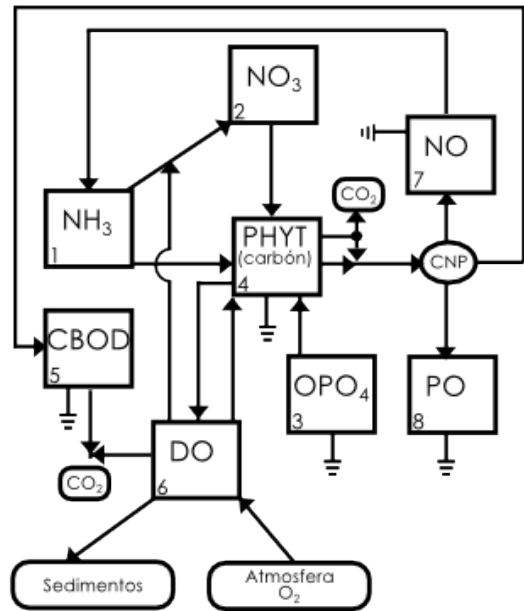 NO₃
2
NO
7
CO₂
NH₃
1
PHYT
(carbón)
4
CNP
CBOD
5
OPO₄
3
PO
8
DO
6
CO₂
Sedimentos
Atmosfera
O₂